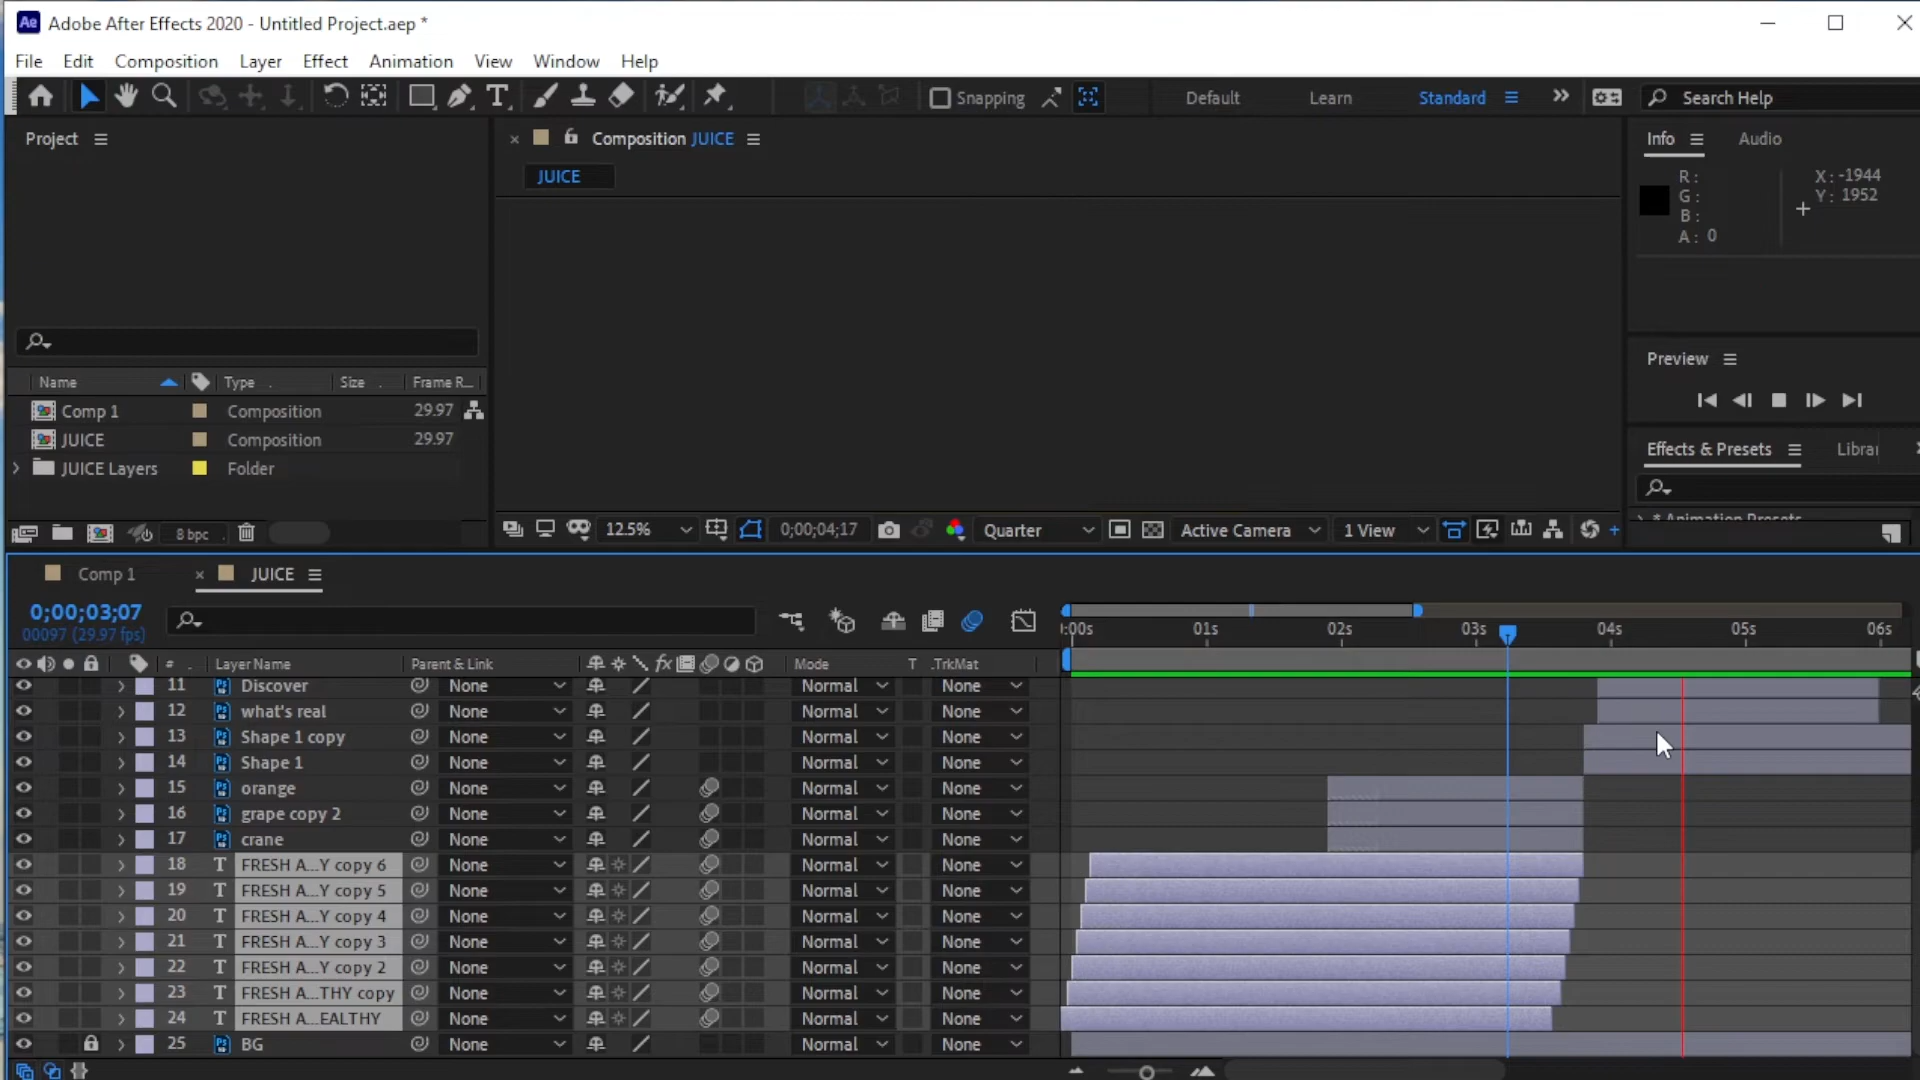 Ae Adobe After Effects 2020 - Untitled Project.aep *
File Edit Composition Layer Effect Animation View Window Help
Snapping Default Learn Standard Search Help
Project Composition JUICE Info Audio
JUICE
R: X: -1944
G: Y: 1952
B:
A: 0
Preview
Name Type Size Frame R...
Comp 1 Composition 29.97
JUICE Composition 29.97
JUICE Layers Folder
Effects & Presets
* Animation Presets
8 bpc 12.5% 0;00;04;17 Quarter Active Camera 1 View
Comp 1 JUICE
0;00;03;07
00097 (29.97 fps)
01s 02s 03s 04s 05s 06s
# Layer Name Parent & Link Mode T .TrkMat
11 Discover None Normal None
12 what's real None Normal None
13 Shape 1 copy None Normal None
14 Shape 1 None Normal None
15 orange None Normal None
16 grape copy 2 None Normal None
17 crane None Normal None
18 T FRESH A...Y copy 6 None Normal None
19 T FRESH A...Y copy 5 None Normal None
20 T FRESH A...Y copy 4 None Normal None
21 T FRESH A...Y copy 3 None Normal None
22 T FRESH A...Y copy 2 None Normal None
23 T FRESH A...THY copy None Normal None
24 T FRESH A...EALTHY None Normal None
25 BG None Normal None